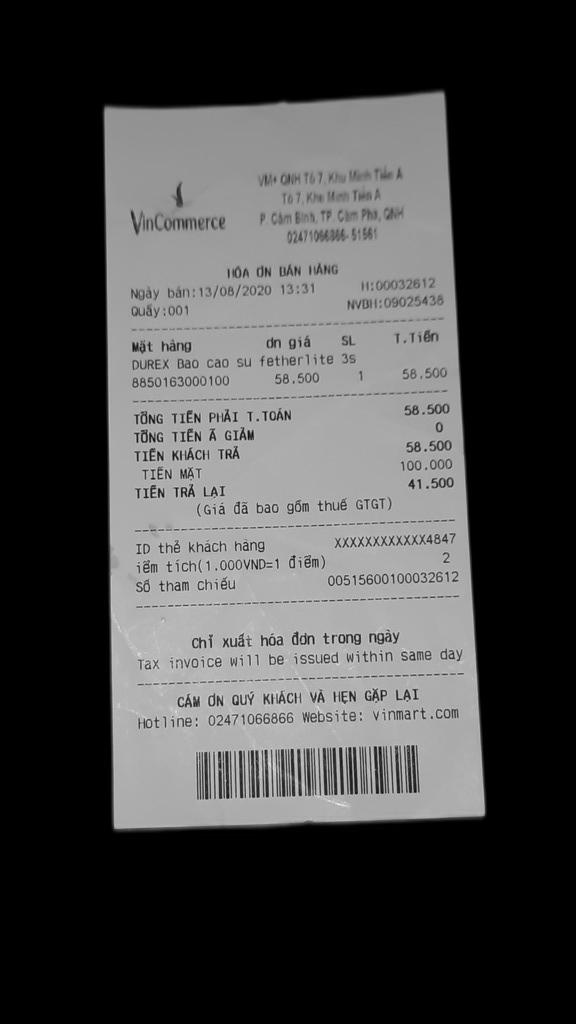 VinCommerce
VM+ QNH Tổ 7, Khu Minh Tiến A
Tổ 7, Khu Minh Tiến A
P. Cẩm Bình, TP. Cẩm Phả, QNH
02471066866-51561
HÓA ƠN BÁN HÀNG
Ngày bán:13/08/2020 13:31 H:00032612
Quầy:001 NVBH:09025438
Mặt hàng ơn giá SL T.Tiền
DUREX Bao cao su fetherlite 3s
8850163000100 58.500 1 58.500
TỔNG TIỀN PHẢI T.TOÁN 58.500
TỔNG TIỀN Ã GIẢM 0
TIỀN KHÁCH TRẢ 58.500
TIỀN MẶT 100.000
TIỀN TRẢ LẠI 41.500
(Giá đã bao gồm thuế GTGT)
ID thẻ khách hàng XXXXXXXXXXXX4847
iểm tích(1.000VND=1 điểm) 2
Số tham chiếu 00515600100032612
Chỉ xuất hóa đơn trong ngày
Tax invoice will be issued within same day
CẢM ƠN QUÝ KHÁCH VÀ HẸN GẶP LẠI
Hotline: 02471066866 Website: vinmart.com